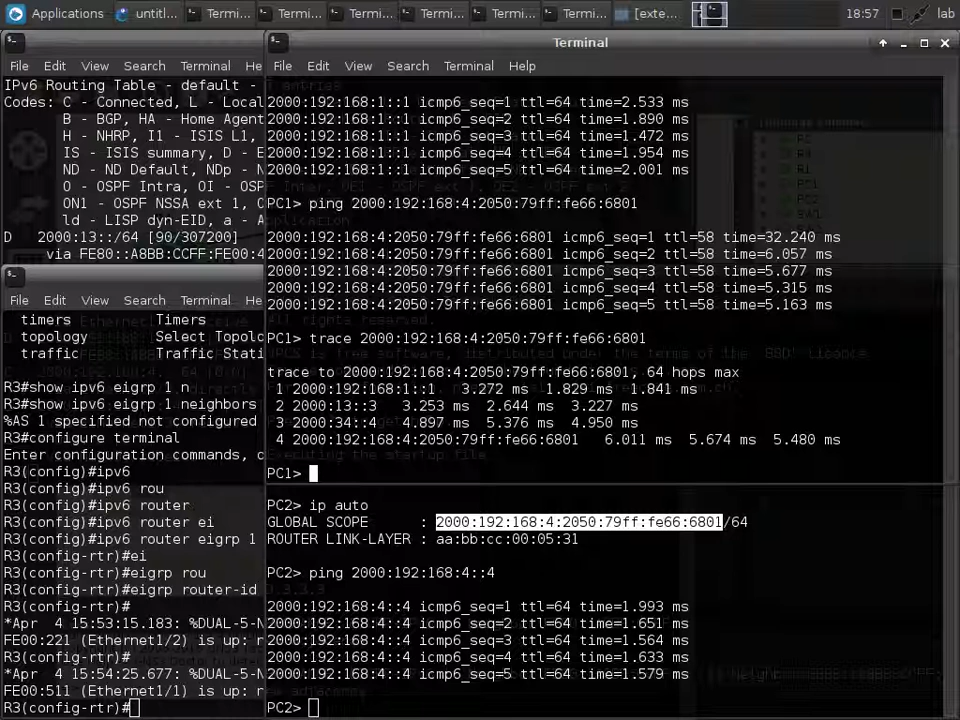 Applications untitl... Termi... Termi... Termi... Termi... Termi... Termi... [exte... 18:57 lab
File Edit View Search Terminal He
IPv6 Routing Table - default -
Codes: C - Connected, L - Local
B - BGP, HA - Home Agent
H - NHRP, I1 - ISIS L1,
IS - ISIS summary, D - E
ND - ND Default, NDp - N
O - OSPF Intra, OI - OSP
ON1 - OSPF NSSA ext 1, O
ld - LISP dyn-EID, a - A
D 2000:13::/64 [90/307200]
via FE80::A8BB:CCFF:FE00:4
File Edit View Search Terminal He
timers Timers
topology Select Topolo
traffic Traffic Stati
R3#show ipv6 eigrp 1 n
R3#show ipv6 eigrp 1 neighbors
%AS 1 specified not configured
R3#configure terminal
Enter configuration commands, o
R3(config)#ipv6
R3(config)#ipv6 rou
R3(config)#ipv6 router
R3(config)#ipv6 router ei
R3(config)#ipv6 router eigrp 1
R3(config-rtr)#ei
R3(config-rtr)#eigrp rou
R3(config-rtr)#eigrp router-id
R3(config-rtr)#
*Apr 4 15:53:15.183: %DUAL-5-N
FE00:221 (Ethernet1/2) is up: n
R3(config-rtr)#
*Apr 4 15:54:25.677: %DUAL-5-N
FE00:511 (Ethernet1/1) is up: n
R3(config-rtr)#
Terminal
File Edit View Search Terminal Help
2000:192:168:1::1 icmp6_seq=1 ttl=64 time=2.533 ms
2000:192:168:1::1 icmp6_seq=2 ttl=64 time=1.890 ms
2000:192:168:1::1 icmp6_seq=3 ttl=64 time=1.472 ms
2000:192:168:1::1 icmp6_seq=4 ttl=64 time=1.954 ms
2000:192:168:1::1 icmp6_seq=5 ttl=64 time=2.001 ms
PC1> ping 2000:192:168:4:2050:79ff:fe66:6801
2000:192:168:4:2050:79ff:fe66:6801 icmp6_seq=1 ttl=58 time=32.240 ms
2000:192:168:4:2050:79ff:fe66:6801 icmp6_seq=2 ttl=58 time=6.057 ms
2000:192:168:4:2050:79ff:fe66:6801 icmp6_seq=3 ttl=58 time=5.677 ms
2000:192:168:4:2050:79ff:fe66:6801 icmp6_seq=4 ttl=58 time=5.315 ms
2000:192:168:4:2050:79ff:fe66:6801 icmp6_seq=5 ttl=58 time=5.163 ms
PC1> trace 2000:192:168:4:2050:79ff:fe66:6801
trace to 2000:192:168:4:2050:79ff:fe66:6801, 64 hops max
1 2000:192:168:1::1 3.272 ms 1.829 ms 1.841 ms
2 2000:13::3 3.253 ms 2.644 ms 3.227 ms
3 2000:34::4 4.897 ms 5.376 ms 4.950 ms
4 2000:192:168:4:2050:79ff:fe66:6801 6.011 ms 5.674 ms 5.480 ms
PC1>
PC2> ip auto
GLOBAL SCOPE : 2000:192:168:4:2050:79ff:fe66:6801/64
ROUTER LINK-LAYER : aa:bb:cc:00:05:31
PC2> ping 2000:192:168:4::4
2000:192:168:4::4 icmp6_seq=1 ttl=64 time=1.993 ms
2000:192:168:4::4 icmp6_seq=2 ttl=64 time=1.651 ms
2000:192:168:4::4 icmp6_seq=3 ttl=64 time=1.564 ms
2000:192:168:4::4 icmp6_seq=4 ttl=64 time=1.633 ms
2000:192:168:4::4 icmp6_seq=5 ttl=64 time=1.579 ms
PC2>